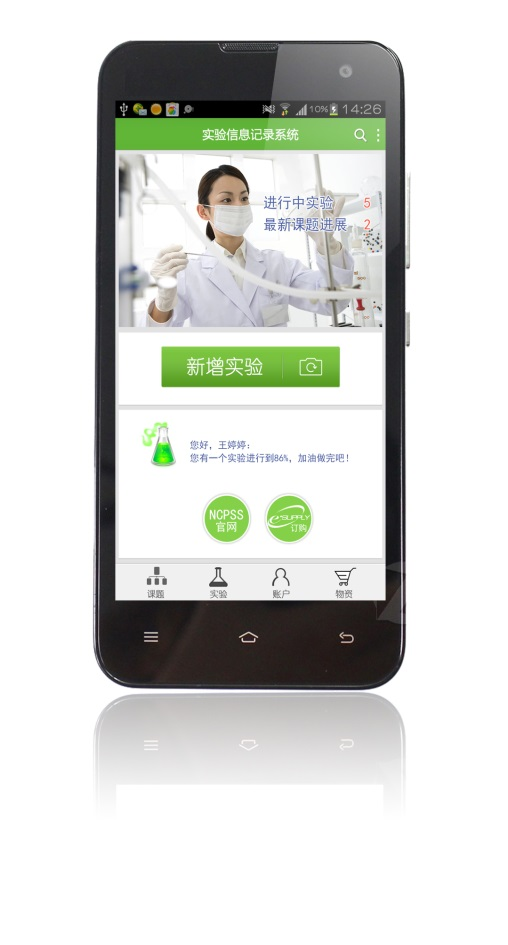 10% 14:26
实验信息记录系统
进行中实验 5
最新课题进展 2
新增实验
您好，王婷婷：
您有一个实验进行到86%，加油做完吧！
NCPSS
官网
eSUPPLY
订购
课题 实验 账户 物资